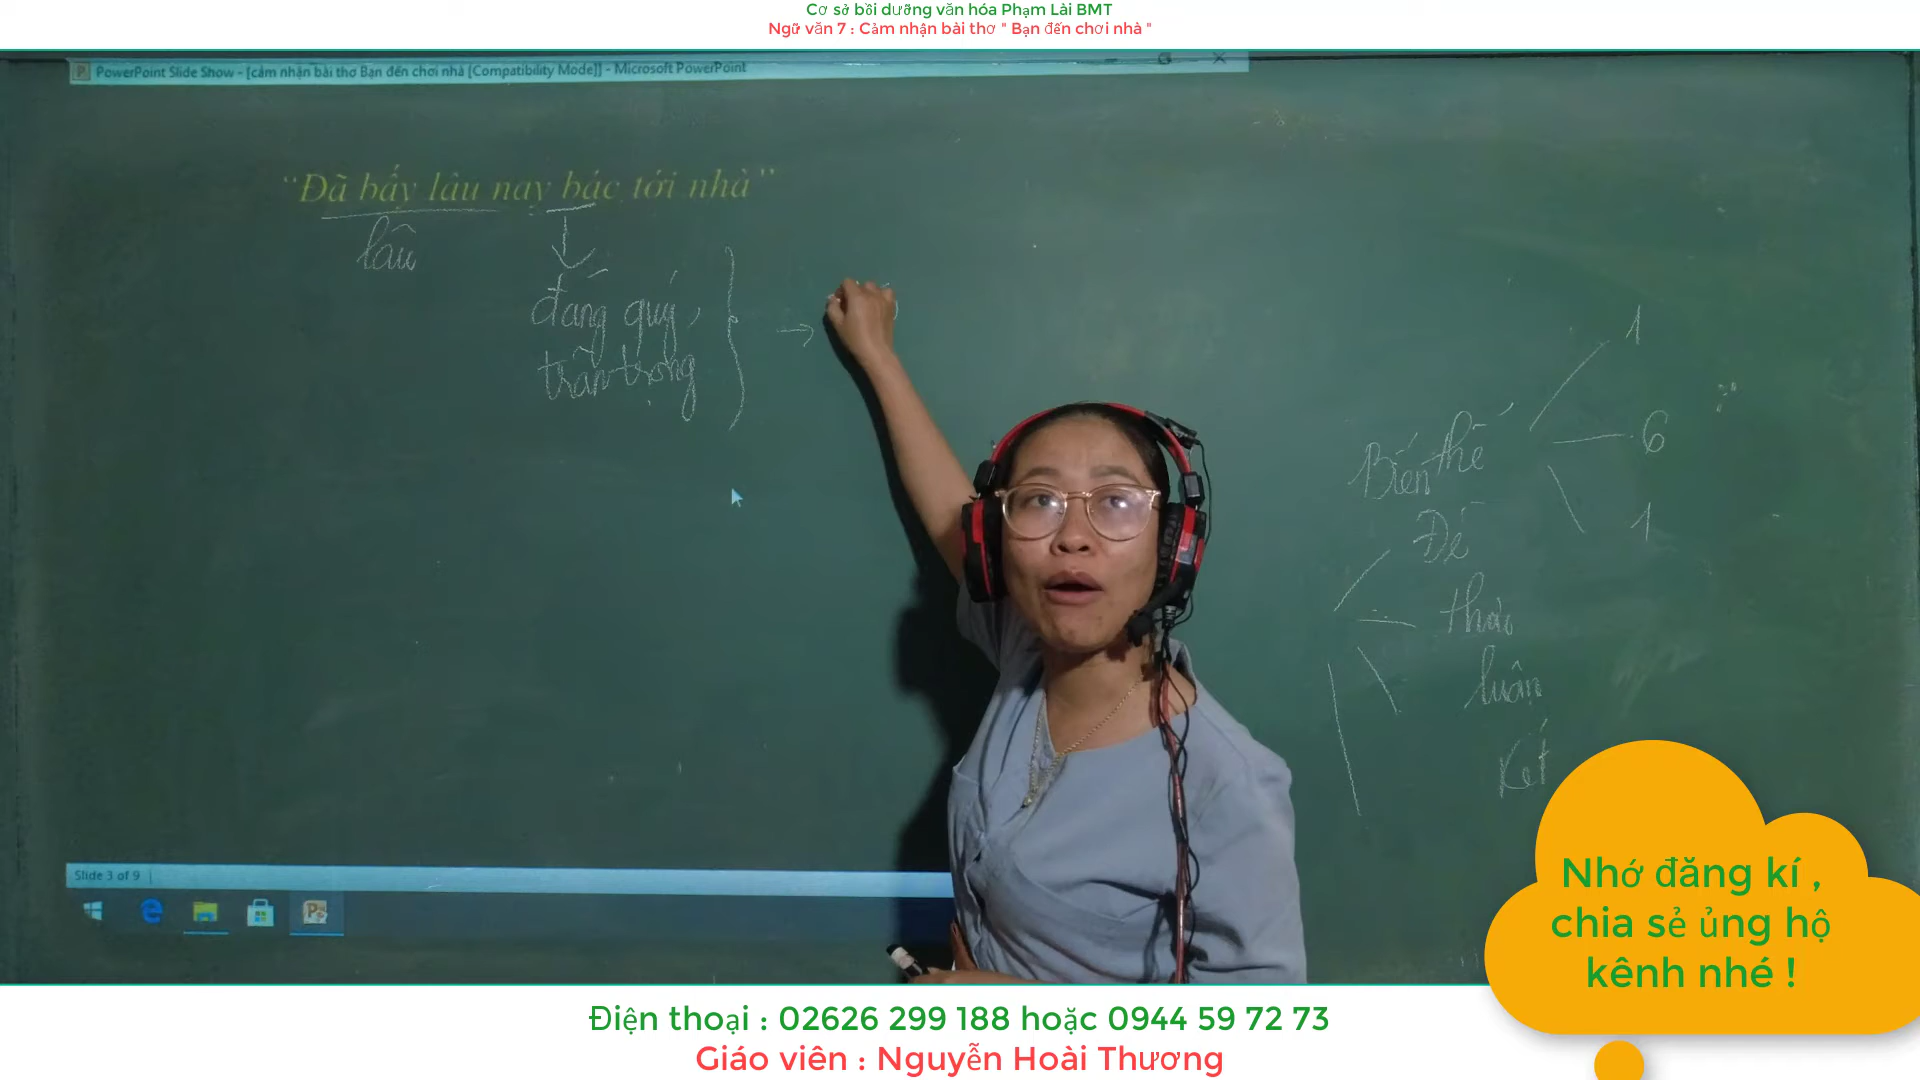 Cơ sở bồi dưỡng văn hóa Phạm Lài BMT
Ngữ văn 7 : Cảm nhận bài thơ " Bạn đến chơi nhà "
PowerPoint Slide Show - [cảm nhận bài thơ Bạn đến chơi nhà [Compatibility Mode]] - Microsoft PowerPoint
“Đã bấy lâu nay bác tới nhà”
lâu
đáng quý,
trân trọng
1
Biến thể
6
1
Đề
thực
luận
Kết
Slide 3 of 9
Nhớ đăng kí ,
chia sẻ ủng hộ
kênh nhé !
Điện thoại : 02626 299 188 hoặc 0944 59 72 73
Giáo viên : Nguyễn Hoài Thương